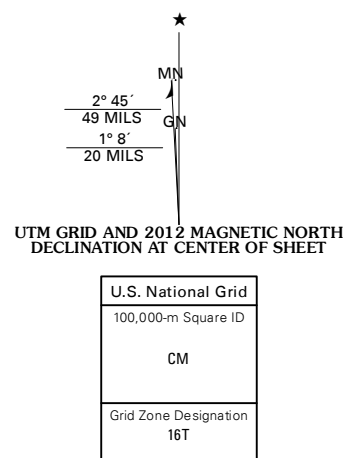 ★
MN
2° 45´
49 MILS
GN
1° 8´
20 MILS
UTM GRID AND 2012 MAGNETIC NORTH
DECLINATION AT CENTER OF SHEET
U.S. National Grid
100,000-m Square ID
CM
Grid Zone Designation
16T